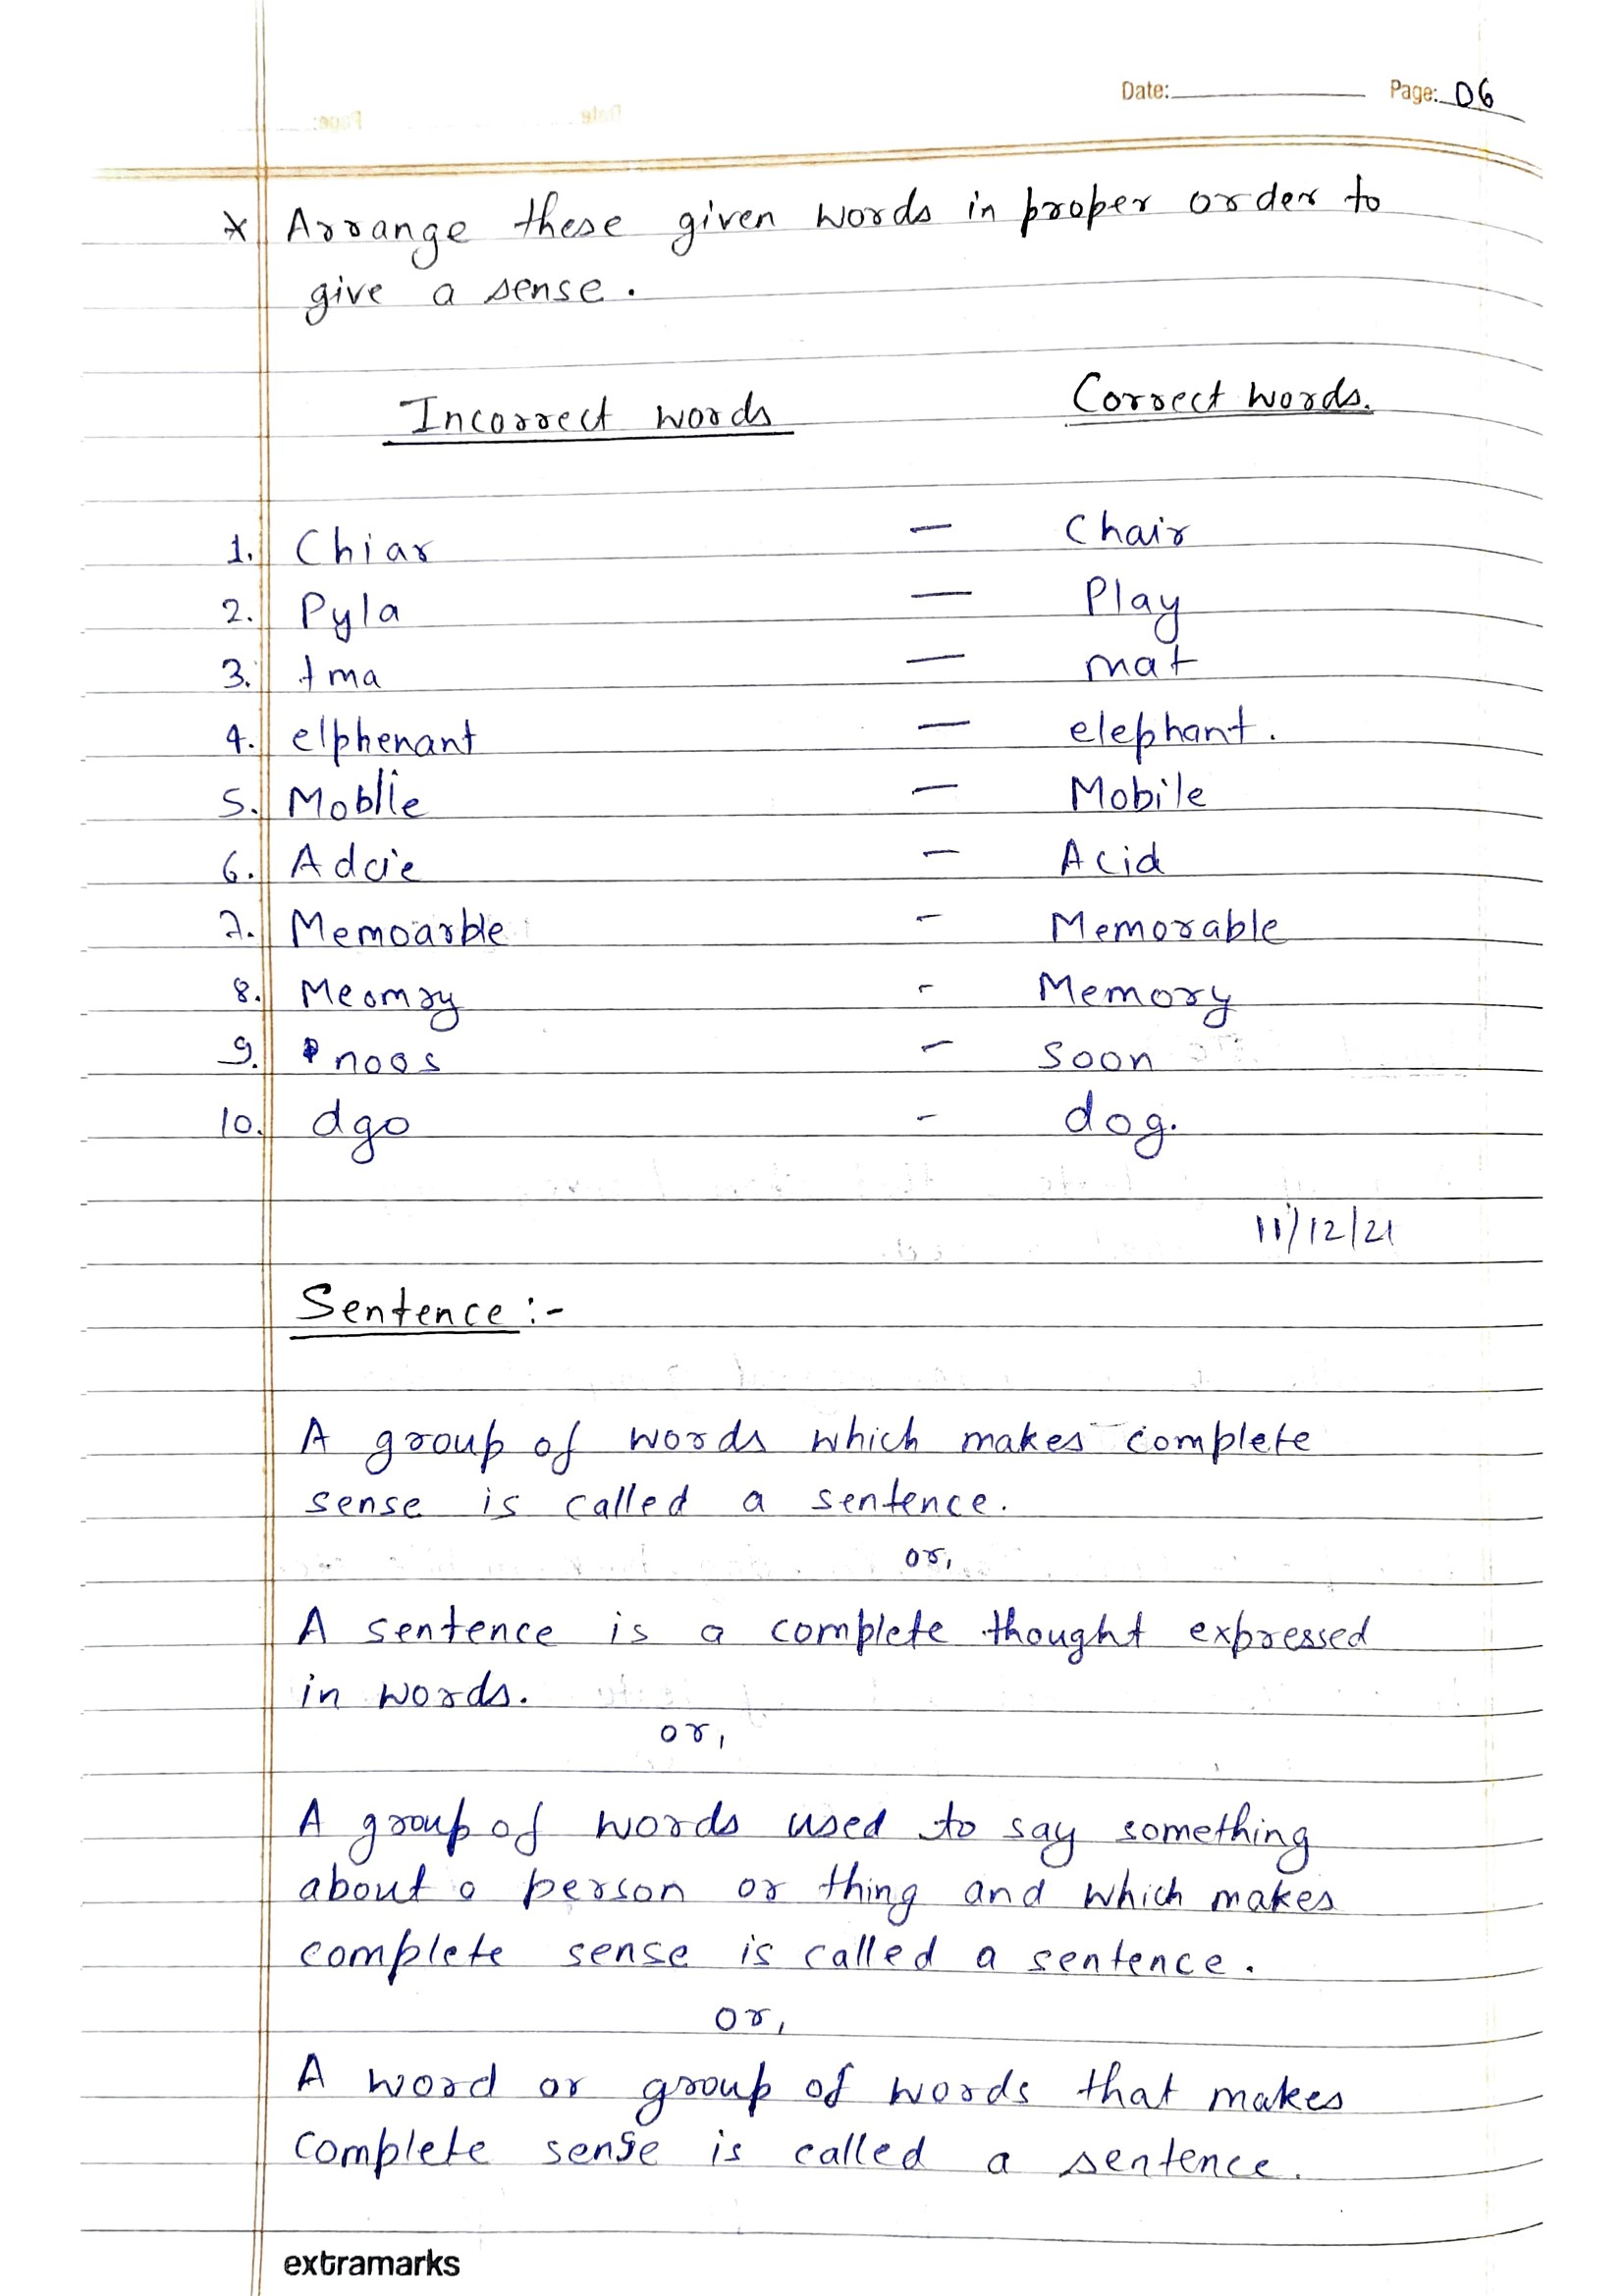 Date: Page: 06
* Arrange these given words in proper order to
give a sense.
Incorrect words Correct words.
1. Chiar - Chair
2. Pyla - Play
3. tma - mat
4. elphenant - elephant.
5. Moblie - Mobile
6. Adcie - Acid
7. Memoarble - Memorable
8. Meomry - Memory
9. noos - soon
10. dgo - dog.
11/12/21
Sentence :-
A group of words which makes complete
sense is called a sentence.
or,
A sentence is a complete thought expressed
in words.
or,
A group of words used to say something
about a person or thing and which makes
complete sense is called a sentence.
or,
A word or group of words that makes
complete sense is called a sentence.
extramarks